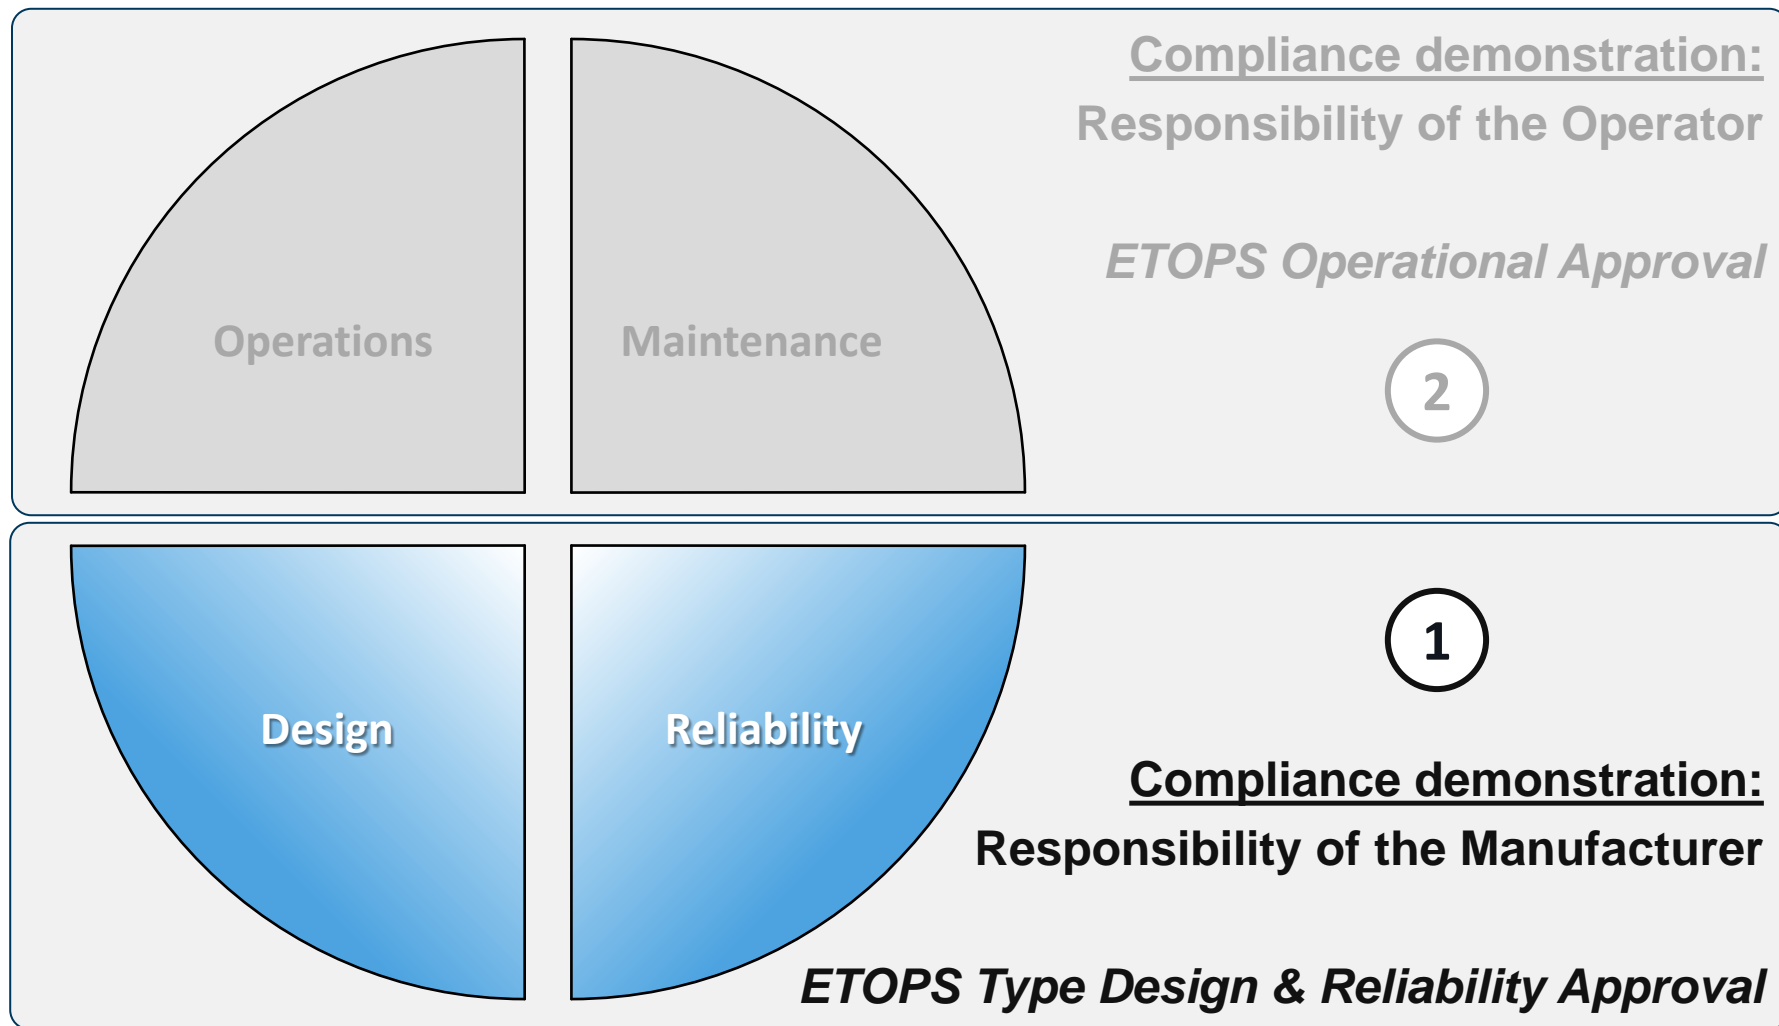 Compliance demonstration:
Responsibility of the Operator
ETOPS Operational Approval
Operations
Maintenance
2
1
Design
Reliability
Compliance demonstration:
Responsibility of the Manufacturer
ETOPS Type Design & Reliability Approval